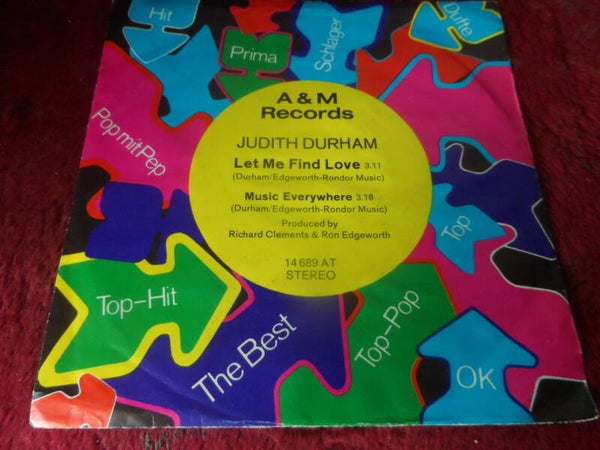 Hit
Prima
Schlager
Dufte
Pop mit Pep
A & M
Records
JUDITH DURHAM
Let Me Find Love 3.11
(Durham/Edgeworth-Rondor Music)
Music Everywhere 3.18
(Durham/Edgeworth-Rondor Music)
Produced by
Richard Clements & Ron Edgeworth
14 689 AT
STEREO
Top
Top-Hit
The Best
Top-Pop
OK